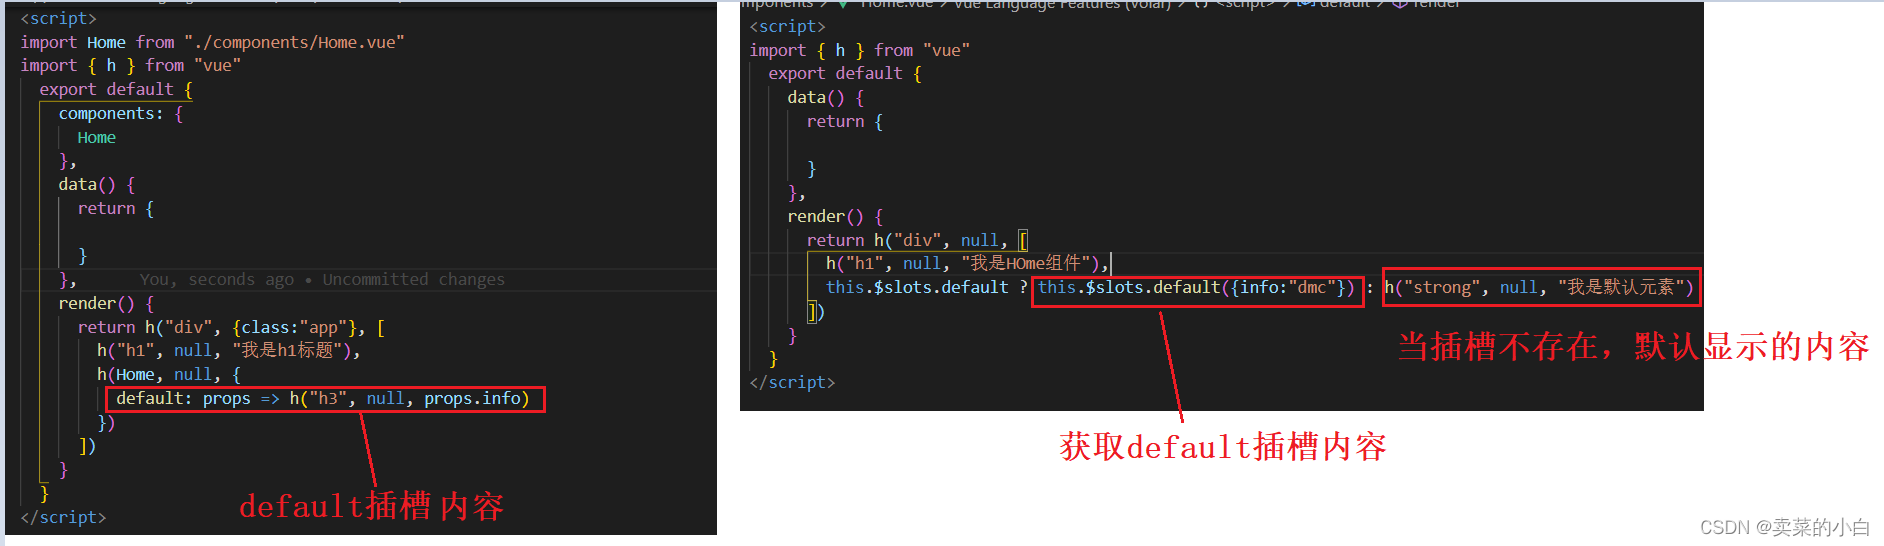 <script>
import Home from "./components/Home.vue"
import { h } from "vue"
export default {
components: {
Home
},
data() {
return {
}
},
You, seconds ago • Uncommitted changes
render() {
return h("div", {class:"app"}, [
h("h1", null, "我是h1标题"),
h(Home, null, {
default: props => h("h3", null, props.info)
})
])
}
}
</script>
default插槽内容
mponents > Home.vue > Vue Language Features (Volar) > {} <script> > default > render
<script>
import { h } from "vue"
export default {
data() {
return {
}
},
render() {
return h("div", null, [
h("h1", null, "我是HOme组件"),
this.$slots.default ? this.$slots.default({info:"dmc"}) : h("strong", null, "我是默认元素")
])
}
}
</script>
当插槽不存在，默认显示的内容
获取default插槽内容
CSDN @卖菜的小白